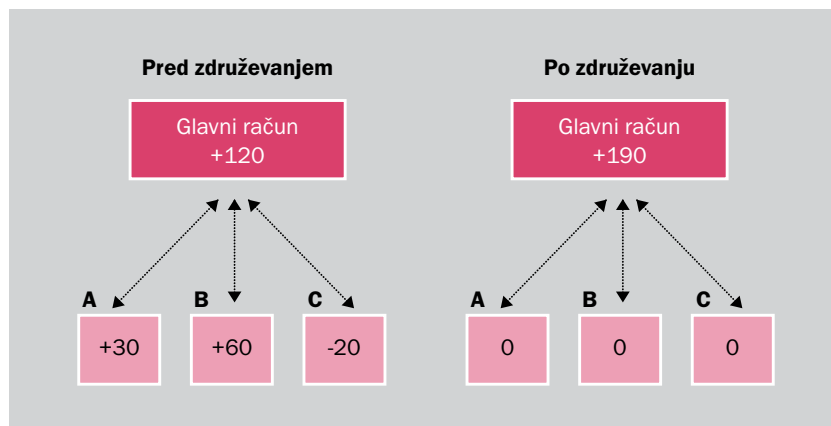 Pred združevanjem
Glavni račun
+120
A
B
C
+30
+60
-20
Po združevanju
Glavni račun
+190
A
B
C
0
0
0